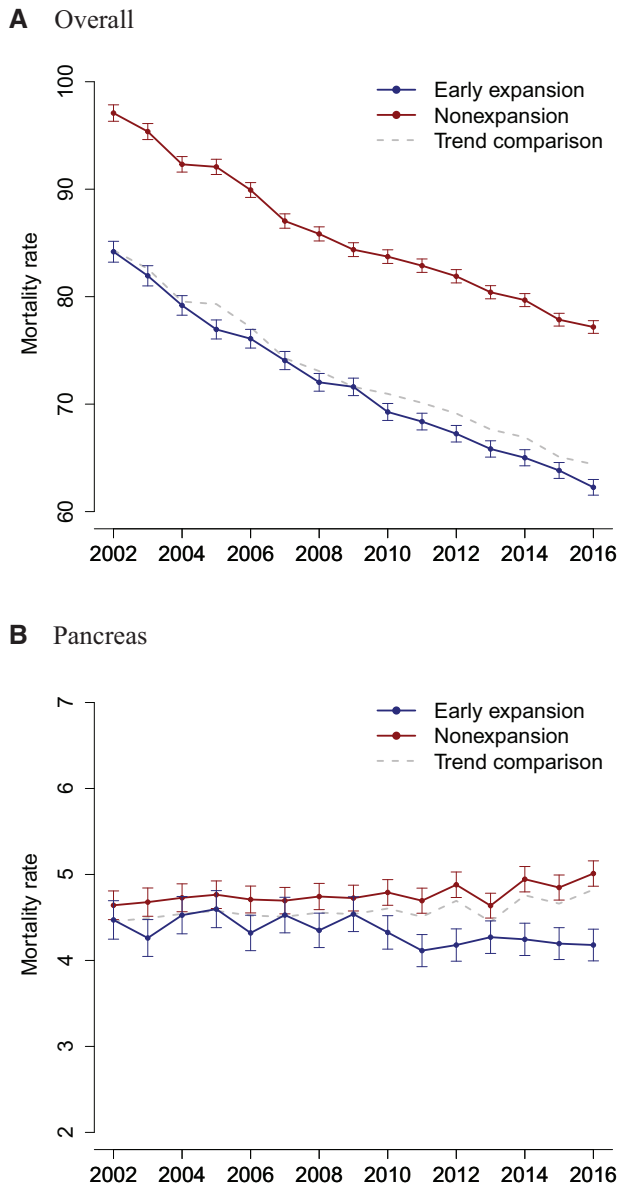 A Overall
100
90
80
70
60
Mortality rate
Early expansion
Nonexpansion
Trend comparison
2002 2004 2006 2008 2010 2012 2014 2016
B Pancreas
7
6
5
4
3
2
Mortality rate
Early expansion
Nonexpansion
Trend comparison
2002 2004 2006 2008 2010 2012 2014 2016